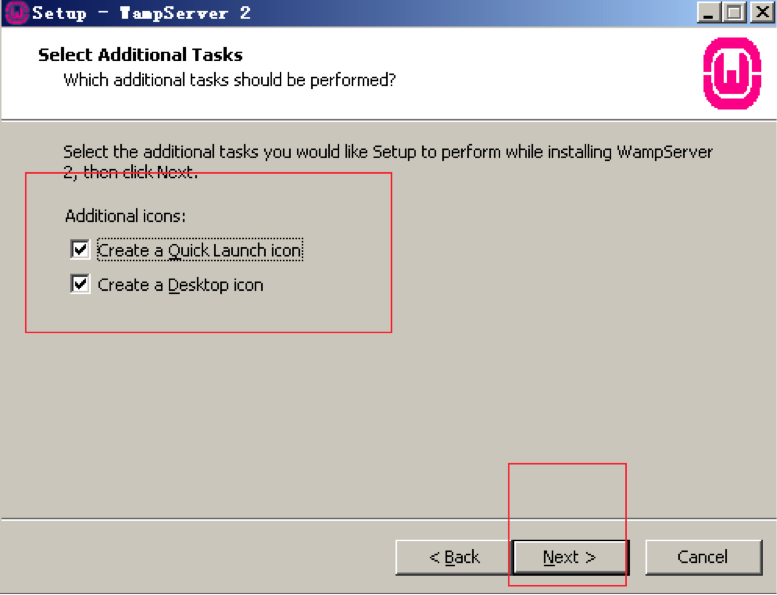 Setup - WampServer 2
Select Additional Tasks
Which additional tasks should be performed?
Select the additional tasks you would like Setup to perform while installing WampServer
2, then click Next.
Additional icons:
Create a Quick Launch icon
Create a Desktop icon
< Back Next > Cancel